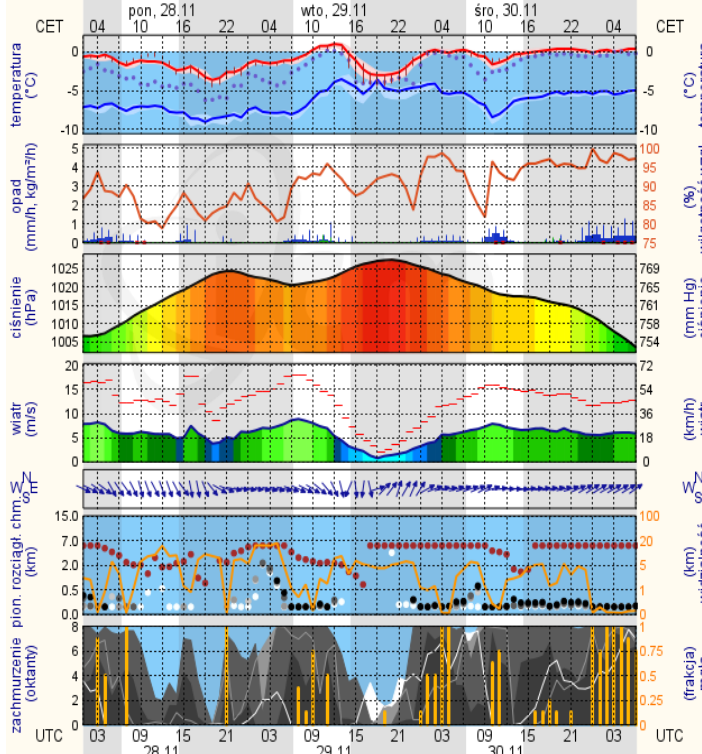 pon, 28.11 wto, 29.11 śro, 30.11
CET 04 10 16 22 04 10 16 22 04 10 16 22 04 CET
temperatura
(°C)
0
-5
-10
0
-5
-10
(°C)
opad
(mm/h, kg/m²/h)
5
4
3
2
1
0
100
95
90
85
80
75
(%)
ciśnienie
(hPa)
1025
1020
1015
1010
1005
769
765
761
758
754
(mm Hg)
ciśnienie
wiatr
(m/s)
20
15
10
5
0
72
54
36
18
0
(km/h)
wiatr
N
W E
S
N
W
S
pion. rozciągł. chm.
(km)
15.0
7.0
2.0
0.5
0.0
100
20
5
1
0
(km)
zachmurzenie
(oktanty)
8
6
4
2
0
1
0.75
0.5
0.25
0
(frakcja)
UTC 03 09 15 21 03 09 15 21 03 09 15 21 03 UTC
28.11 29.11 30.11